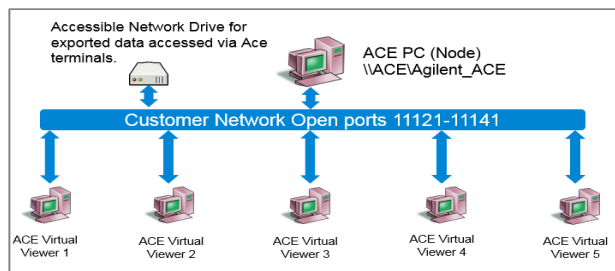 Accessible Network Drive for
exported data accessed via Ace
terminals.
ACE PC (Node)
\\ACE\Agilent_ACE
Customer Network Open ports 11121-11141
ACE Virtual
Viewer 1
ACE Virtual
Viewer 2
ACE Virtual
Viewer 3
ACE Virtual
Viewer 4
ACE Virtual
Viewer 5